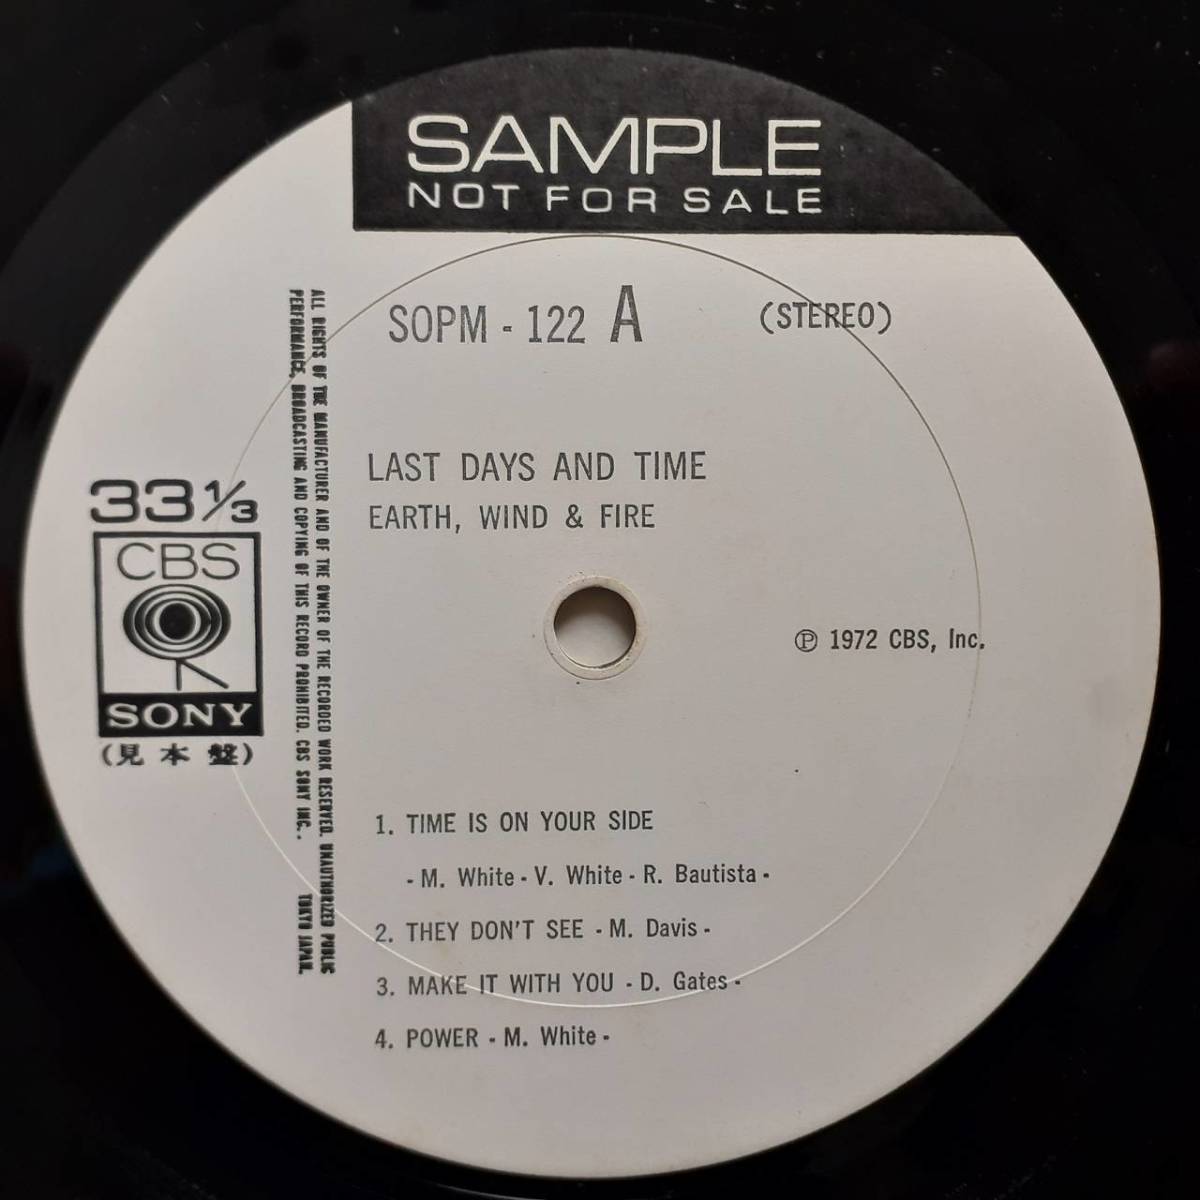 SAMPLE
NOT FOR SALE
SOPM - 122 A (STEREO)
LAST DAYS AND TIME
EARTH, WIND & FIRE
33 1/3
CBS
SONY
(見本盤)
ALL RIGHTS OF THE MANUFACTURER AND OF THE OWNER OF THE RECORDED WORK RESERVED. UNAUTHORIZED PUBLIC
PERFORMANCE, BROADCASTING AND COPYING OF THIS RECORD PROHIBITED. CBS SONY INC.. TOKYO JAPAN.
℗ 1972 CBS, Inc.
1. TIME IS ON YOUR SIDE
- M. White - V. White - R. Bautista -
2. THEY DON'T SEE - M. Davis -
3. MAKE IT WITH YOU - D. Gates -
4. POWER - M. White -